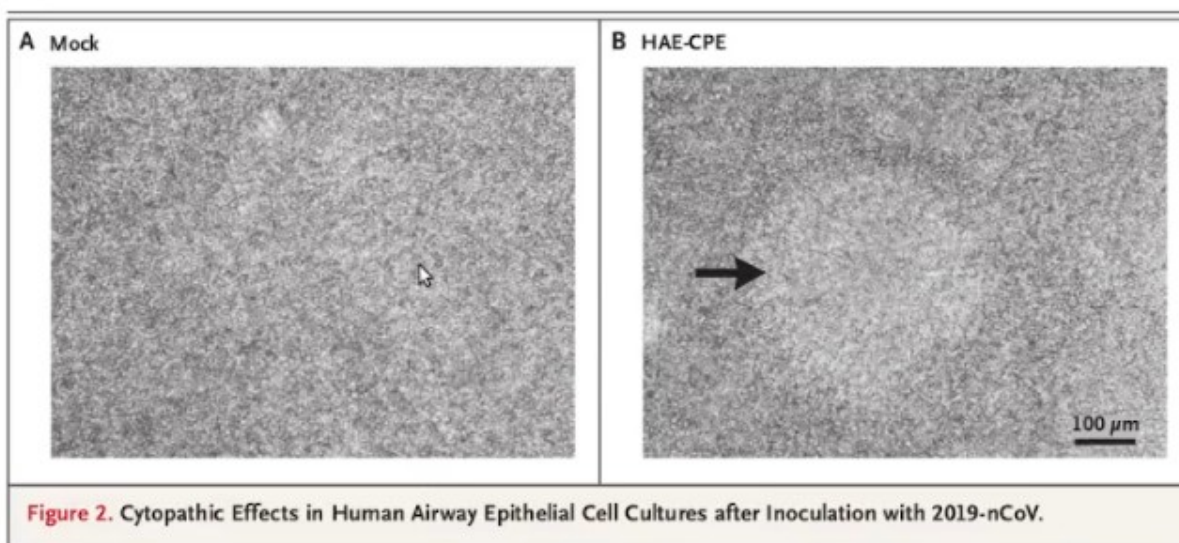 A Mock
B HAE-CPE
100 μm
Figure 2. Cytopathic Effects in Human Airway Epithelial Cell Cultures after Inoculation with 2019-nCoV.